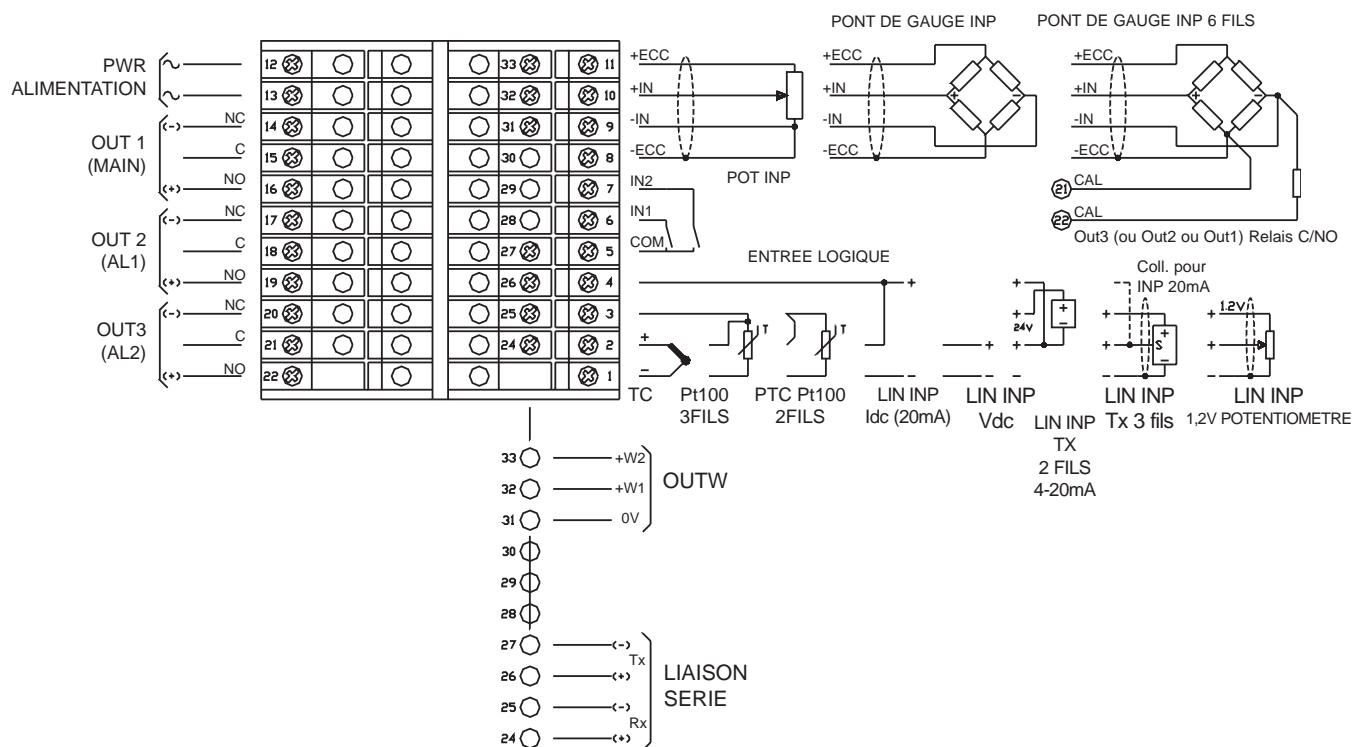 PONT DE GAUGE INP
PONT DE GAUGE INP 6 FILS
PWR
ALIMENTATION
OUT 1
(MAIN)
OUT 2
(AL1)
OUT3
(AL2)
(-) NC
C
(+) NO
(-) NC
C
(+) NO
(-) NC
C
(+) NO
12 33 11
13 32 10
14 31 9
15 30 8
16 29 7
17 28 6
18 27 5
19 26 4
20 25 3
21 24 2
22 1
+ECC
+IN
-IN
-ECC
POT INP
+ECC
+IN
-IN
-ECC
+ -
+ECC
+IN
-IN
-ECC
+ -
21 CAL
22 CAL
Out3 (ou Out2 ou Out1) Relais C/NO
IN2
IN1
COM
ENTREE LOGIQUE
+
-
TC
T
Pt100
3FILS
T
PTC Pt100
2FILS
+
-
LIN INP
Idc (20mA)
+
-
LIN INP
Vdc
+
+
24V
+
-
+
-
LIN INP
TX
2 FILS
4-20mA
Coll. pour
INP 20mA
+
+
-
+
S
-
LIN INP
Tx 3 fils
+ 1.2V
+
-
LIN INP
1,2V POTENTIOMETRE
33 +W2
32 +W1
31 0V
OUTW
30
29
28
27 (-)
Tx
26 (+)
25 (-)
Rx
24 (+)
LIAISON
SERIE